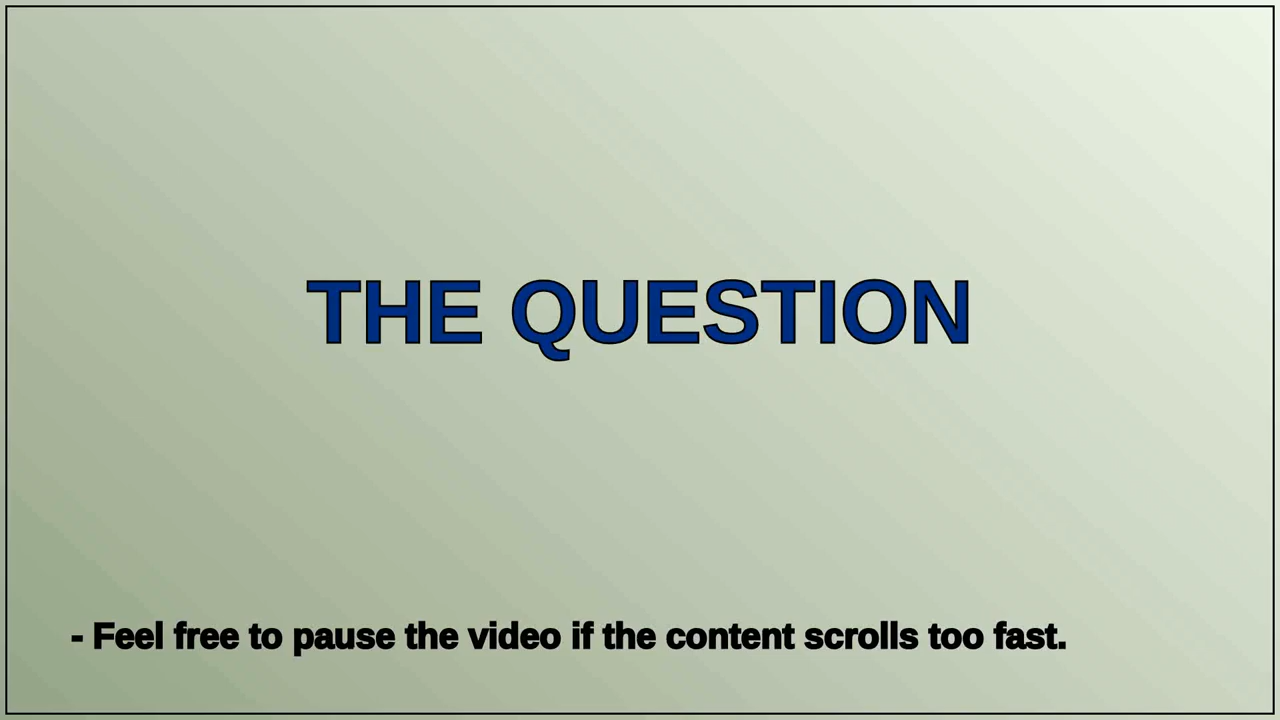 THE QUESTION
- Feel free to pause the video if the content scrolls too fast.